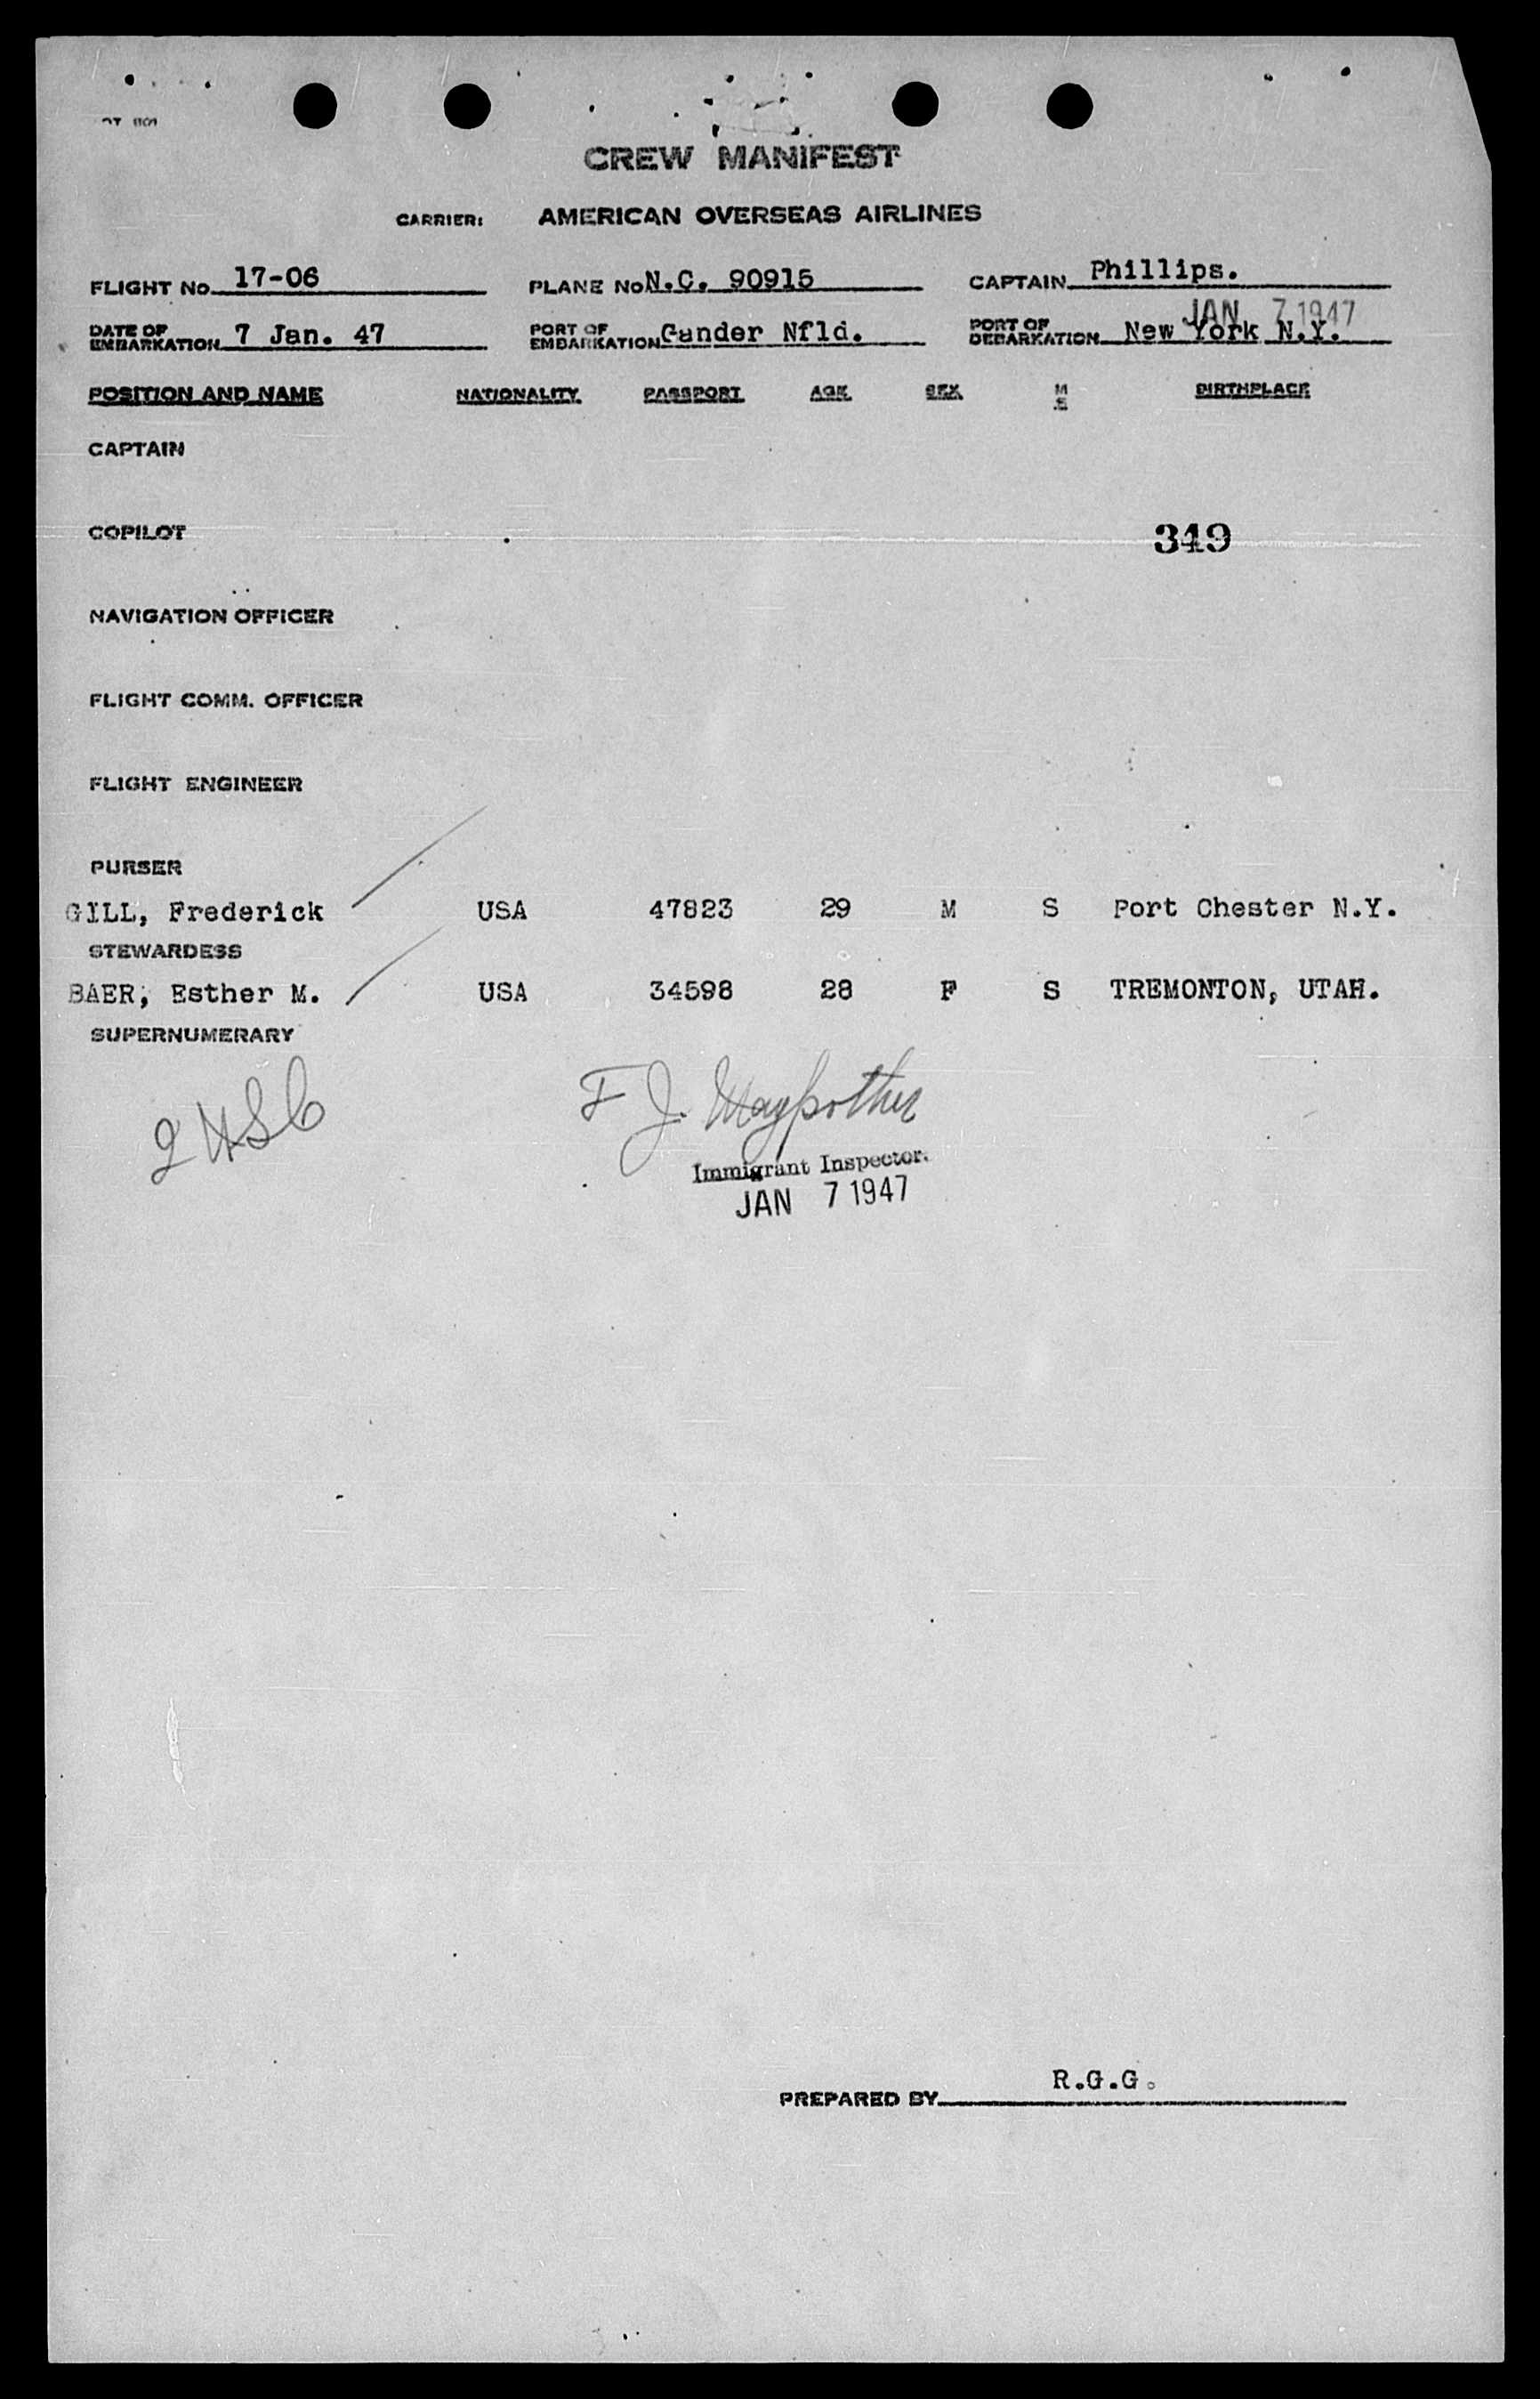 CREW MANIFEST
CARRIER: AMERICAN OVERSEAS AIRLINES
FLIGHT No. 17-06 PLANE No. N.C. 90915 CAPTAIN Phillips.
JAN 7 1947
DATE OF EMBARKATION 7 Jan. 47 PORT OF EMBARKATION Gander Nfld. PORT OF DEBARKATION New York N.Y.
POSITION AND NAME NATIONALITY PASSPORT AGE SEX M S BIRTHPLACE
CAPTAIN
COPILOT 349
NAVIGATION OFFICER
FLIGHT COMM. OFFICER
FLIGHT ENGINEER
PURSER
GILL, Frederick USA 47823 29 M S Port Chester N.Y.
STEWARDESS
BAER, Esther M. USA 34598 28 F S TREMONTON, UTAH.
SUPERNUMERARY
F J.
Immigrant Inspector.
JAN 7 1947
R.G.G.
PREPARED BY